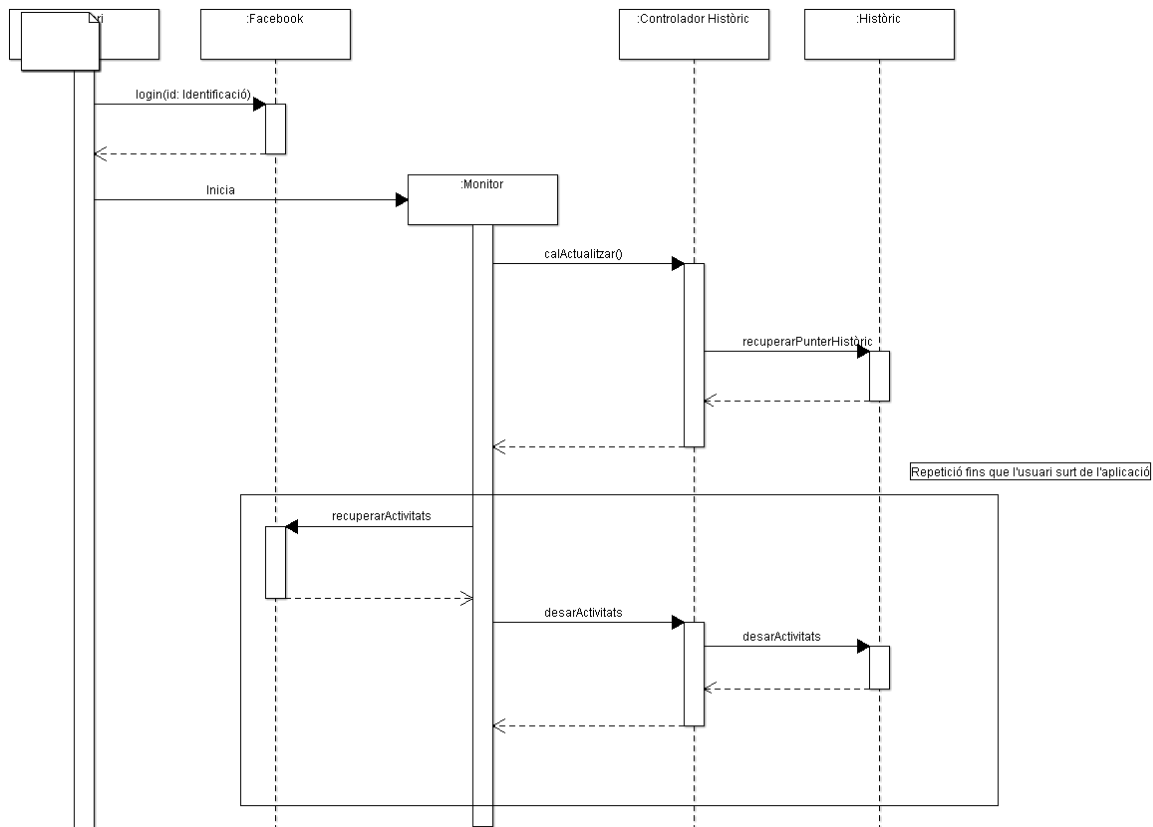 :Facebook
:Controlador Històric
:Històric
login(id: Identificació)
Inicia
:Monitor
calActualitzar()
recuperarPunterHistòric
Repetició fins que l'usuari surt de l'aplicació
recuperarActivitats
desarActivitats
desarActivitats